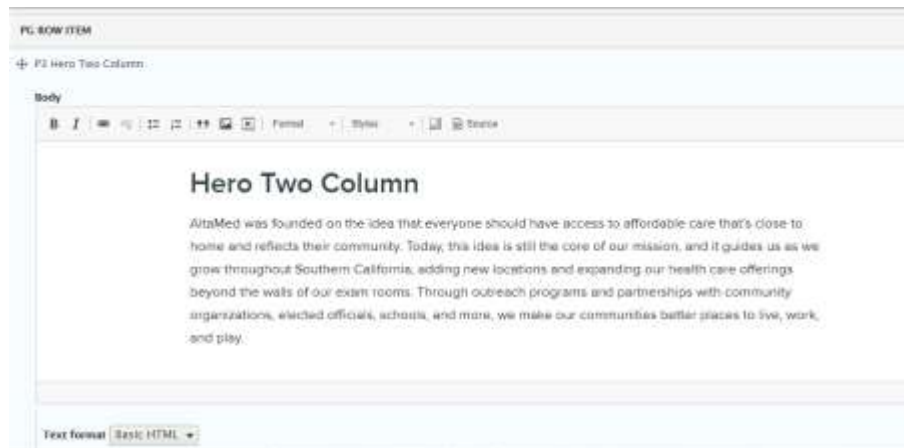 PG ROW ITEM
P2 Hero Two Column
Body
B I Format Styles Source
Hero Two Column
AltaMed was founded on the idea that everyone should have access to affordable care that's close to
home and reflects their community. Today, this idea is still the core of our mission, and it guides us as we
grow throughout Southern California, adding new locations and expanding our health care offerings
beyond the walls of our exam rooms. Through outreach programs and partnerships with community
organizations, elected officials, schools, and more, we make our communities better places to live, work,
and play.
Text format Basic HTML